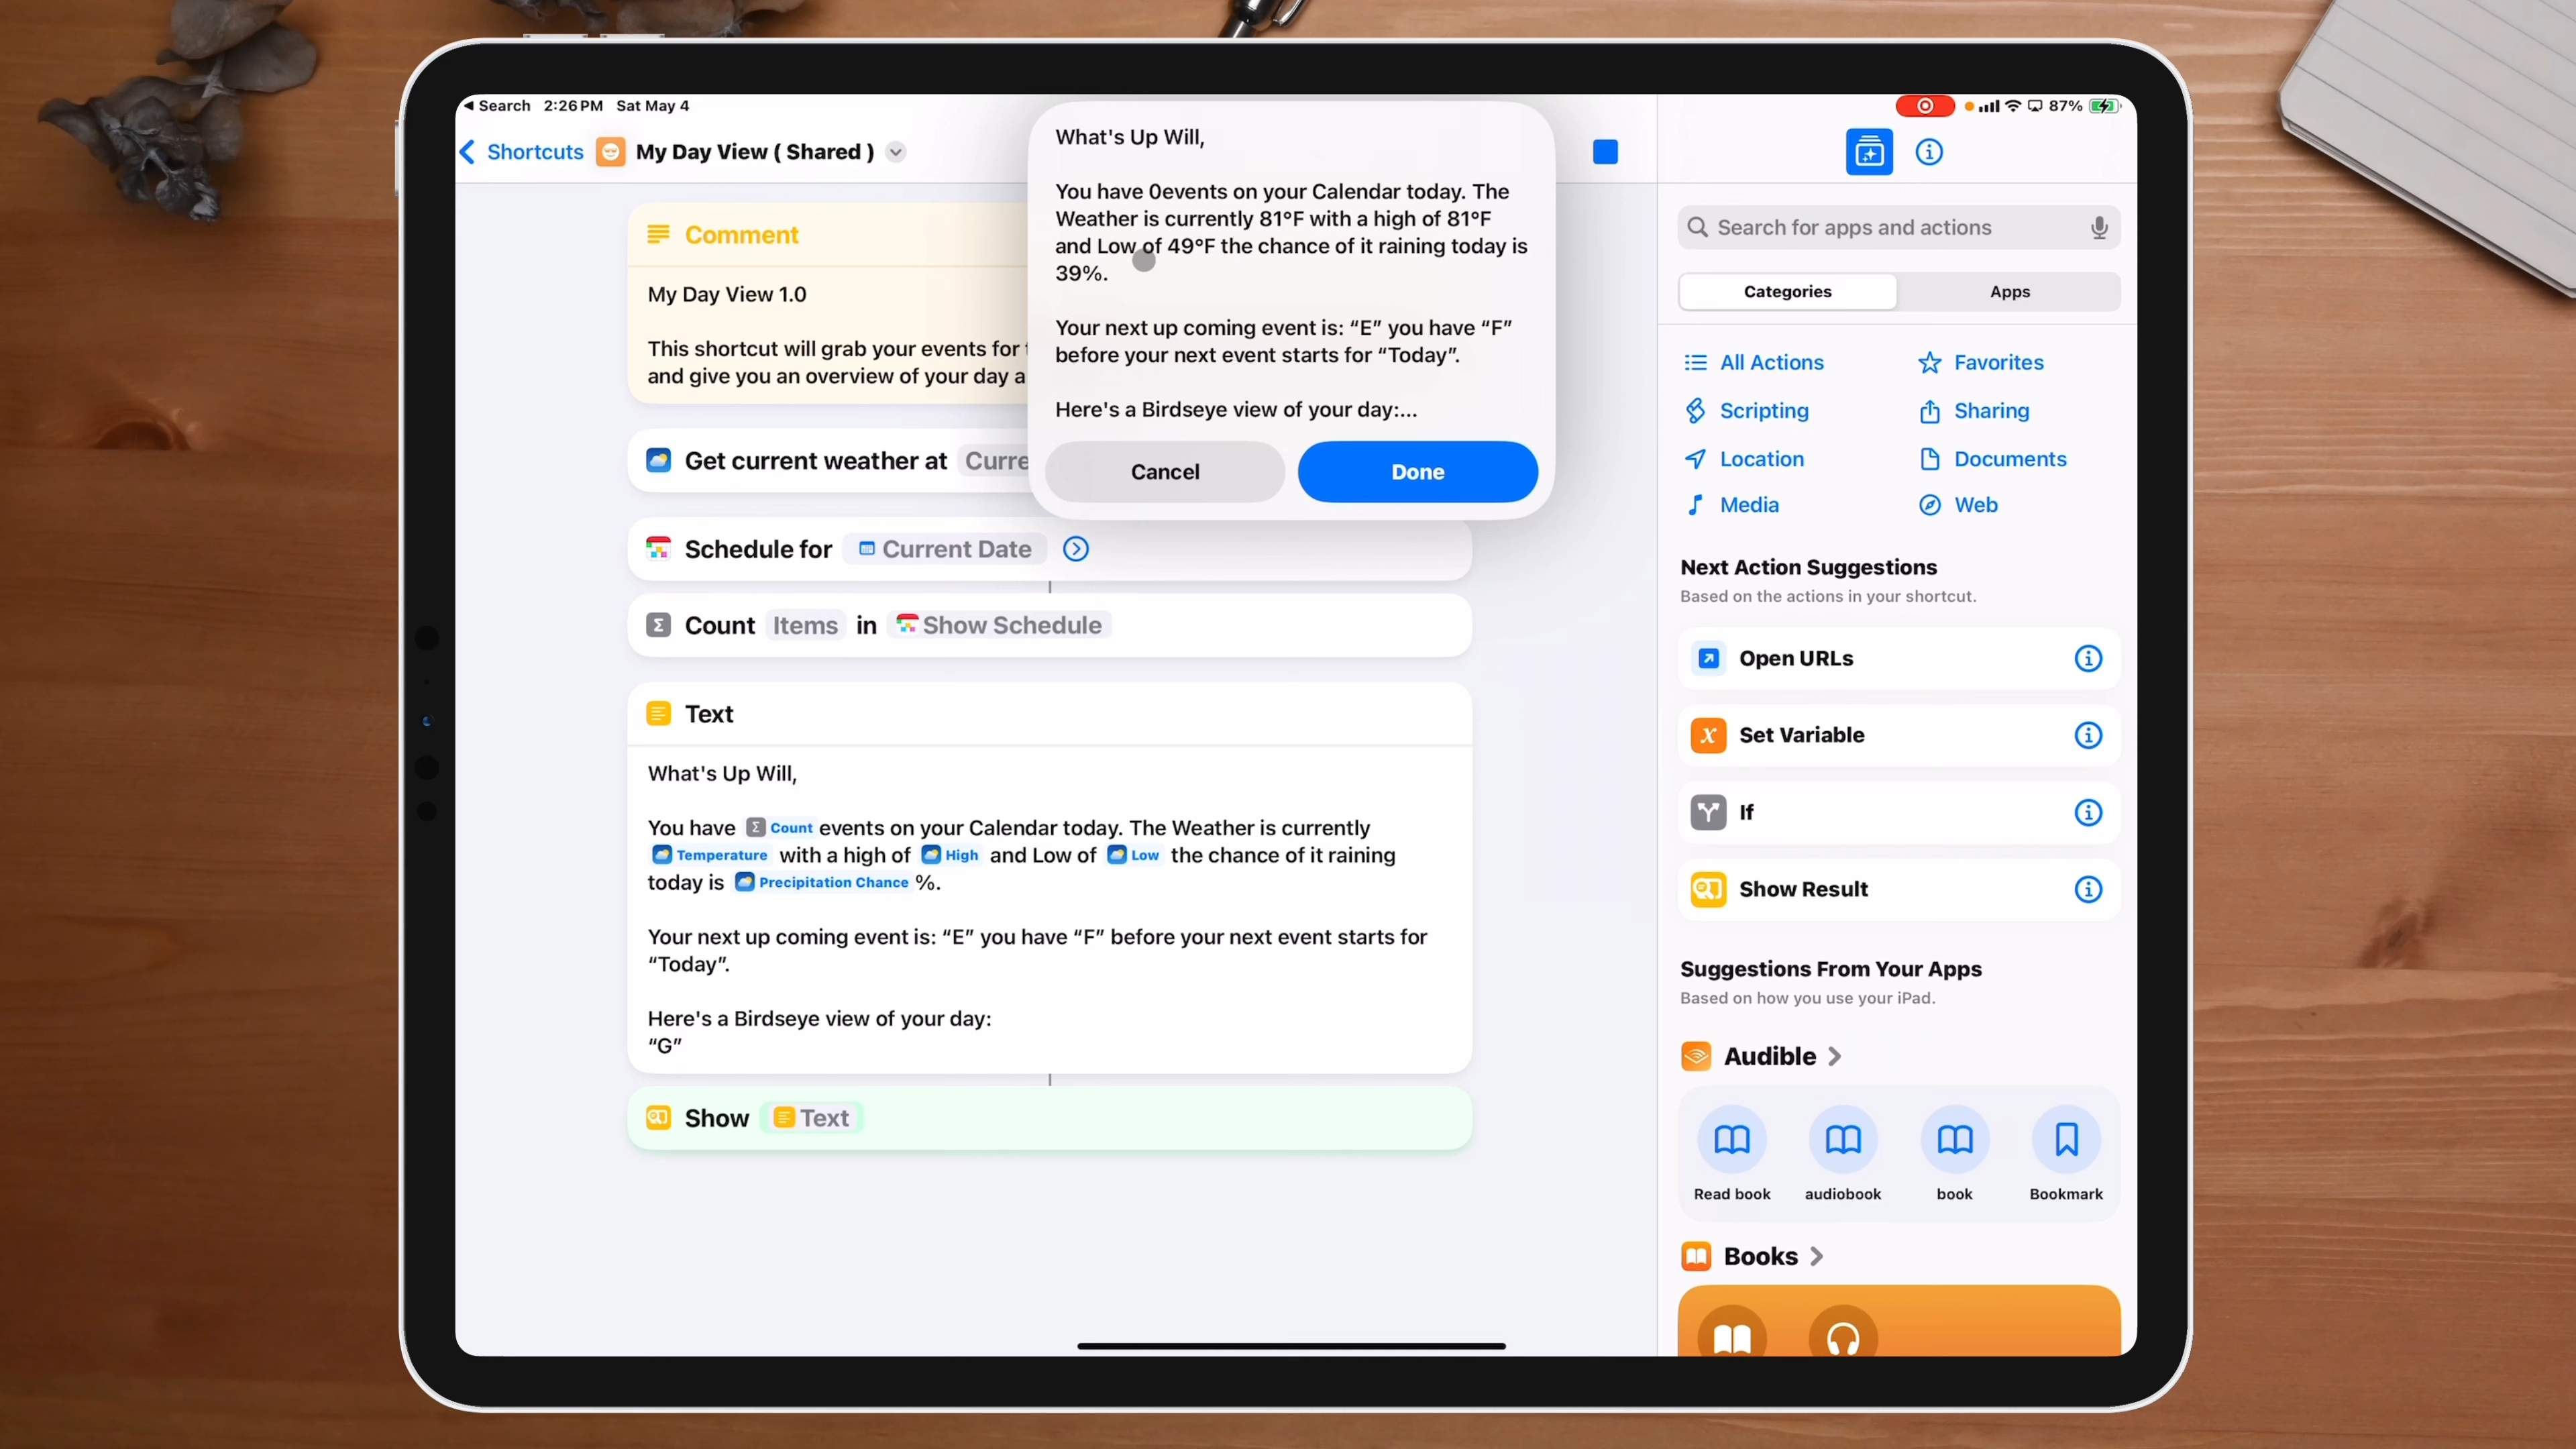 ◀ Search 2:26 PM Sat May 4
87%
Shortcuts My Day View ( Shared )
What's Up Will,
You have 0events on your Calendar today. The
Weather is currently 81°F with a high of 81°F
and Low of 49°F the chance of it raining today is
39%.
Your next up coming event is: “E” you have “F”
before your next event starts for “Today”.
Here's a Birdseye view of your day:...
Cancel
Done
Comment
My Day View 1.0
This shortcut will grab your events for
and give you an overview of your day a
Get current weather at Curre
Schedule for Current Date
Count Items in Show Schedule
Text
What's Up Will,
You have Count events on your Calendar today. The Weather is currently
Temperature with a high of High and Low of Low the chance of it raining
today is Precipitation Chance %.
Your next up coming event is: “E” you have “F” before your next event starts for
“Today”.
Here's a Birdseye view of your day:
“G”
Show Text
Search for apps and actions
Categories
Apps
All Actions
Favorites
Scripting
Sharing
Location
Documents
Media
Web
Next Action Suggestions
Based on the actions in your shortcut.
Open URLs
Set Variable
If
Show Result
Suggestions From Your Apps
Based on how you use your iPad.
Audible
Read book
audiobook
book
Bookmark
Books